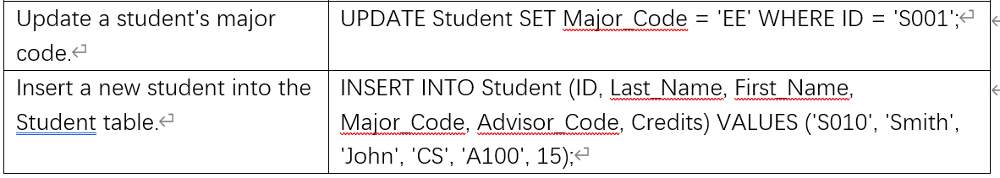 Update a student's major
code.
UPDATE Student SET Major_Code = 'EE' WHERE ID = 'S001';
Insert a new student into the
Student table.
INSERT INTO Student (ID, Last_Name, First_Name,
Major_Code, Advisor_Code, Credits) VALUES ('S010', 'Smith',
'John', 'CS', 'A100', 15);